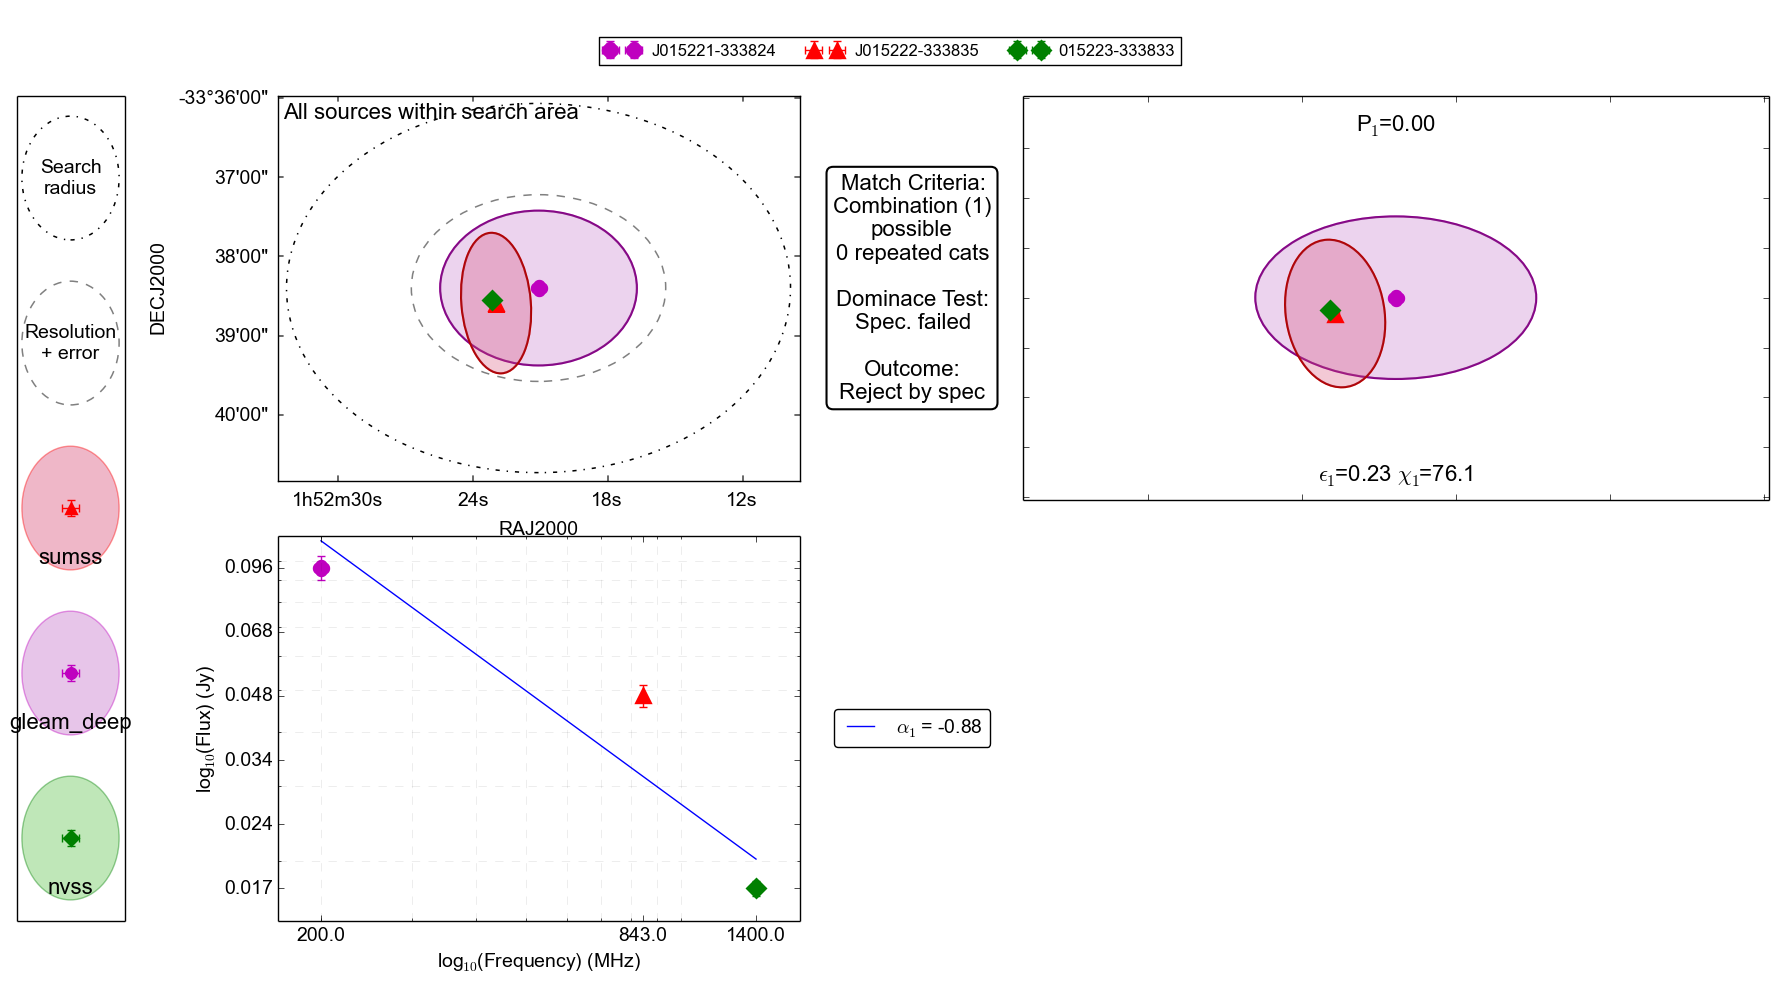 J015221-333824
J015222-333835
015223-333833
Search
radius
Resolution
+ error
sumss
gleam_deep
nvss
All sources within search area
-33°36'00"
37'00"
38'00"
39'00"
40'00"
DECJ2000
1h52m30s
24s
18s
12s
RAJ2000
Match Criteria:
Combination (1)
possible
0 repeated cats
Dominace Test:
Spec. failed
Outcome:
Reject by spec
P₁=0.00
ϵ₁=0.23 χ₁=76.1
0.096
0.068
0.048
0.034
0.024
0.017
log₁₀(Flux) (Jy)
200.0
843.0
1400.0
log₁₀(Frequency) (MHz)
α₁ = -0.88